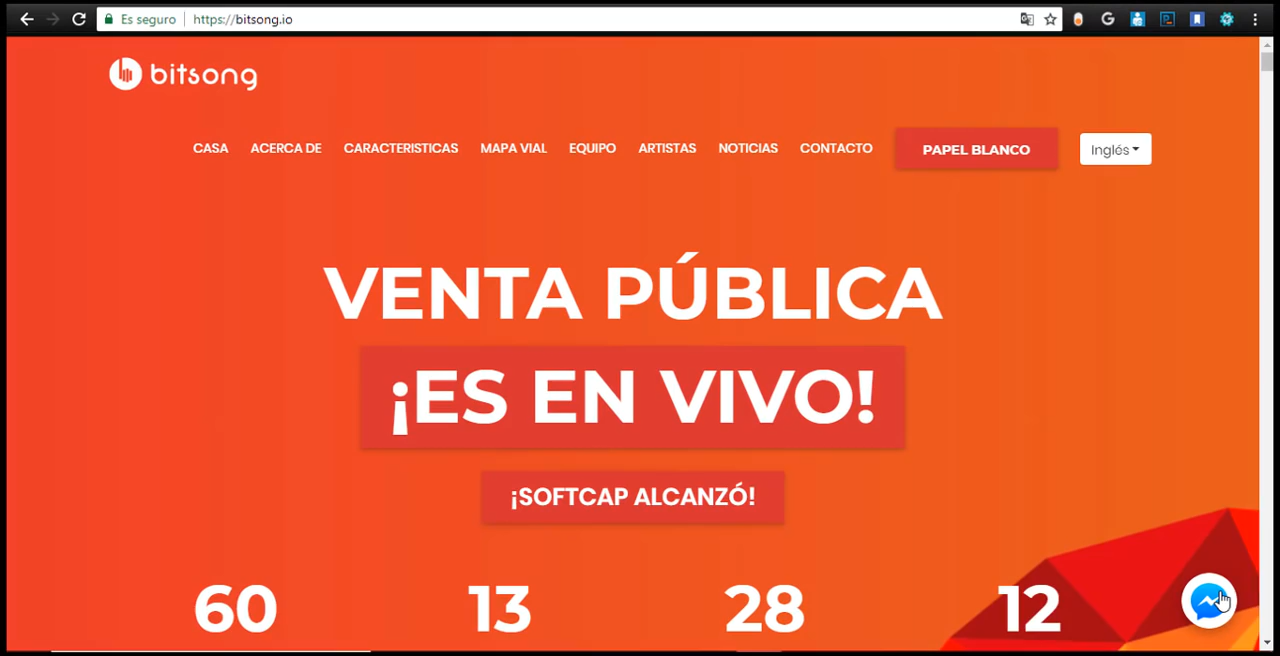 Es seguro https://bitsong.io
bitsong
CASA ACERCA DE CARACTERISTICAS MAPA VIAL EQUIPO ARTISTAS NOTICIAS CONTACTO PAPEL BLANCO Inglés
VENTA PÚBLICA
¡ES EN VIVO!
¡SOFTCAP ALCANZÓ!
60 13 28 12